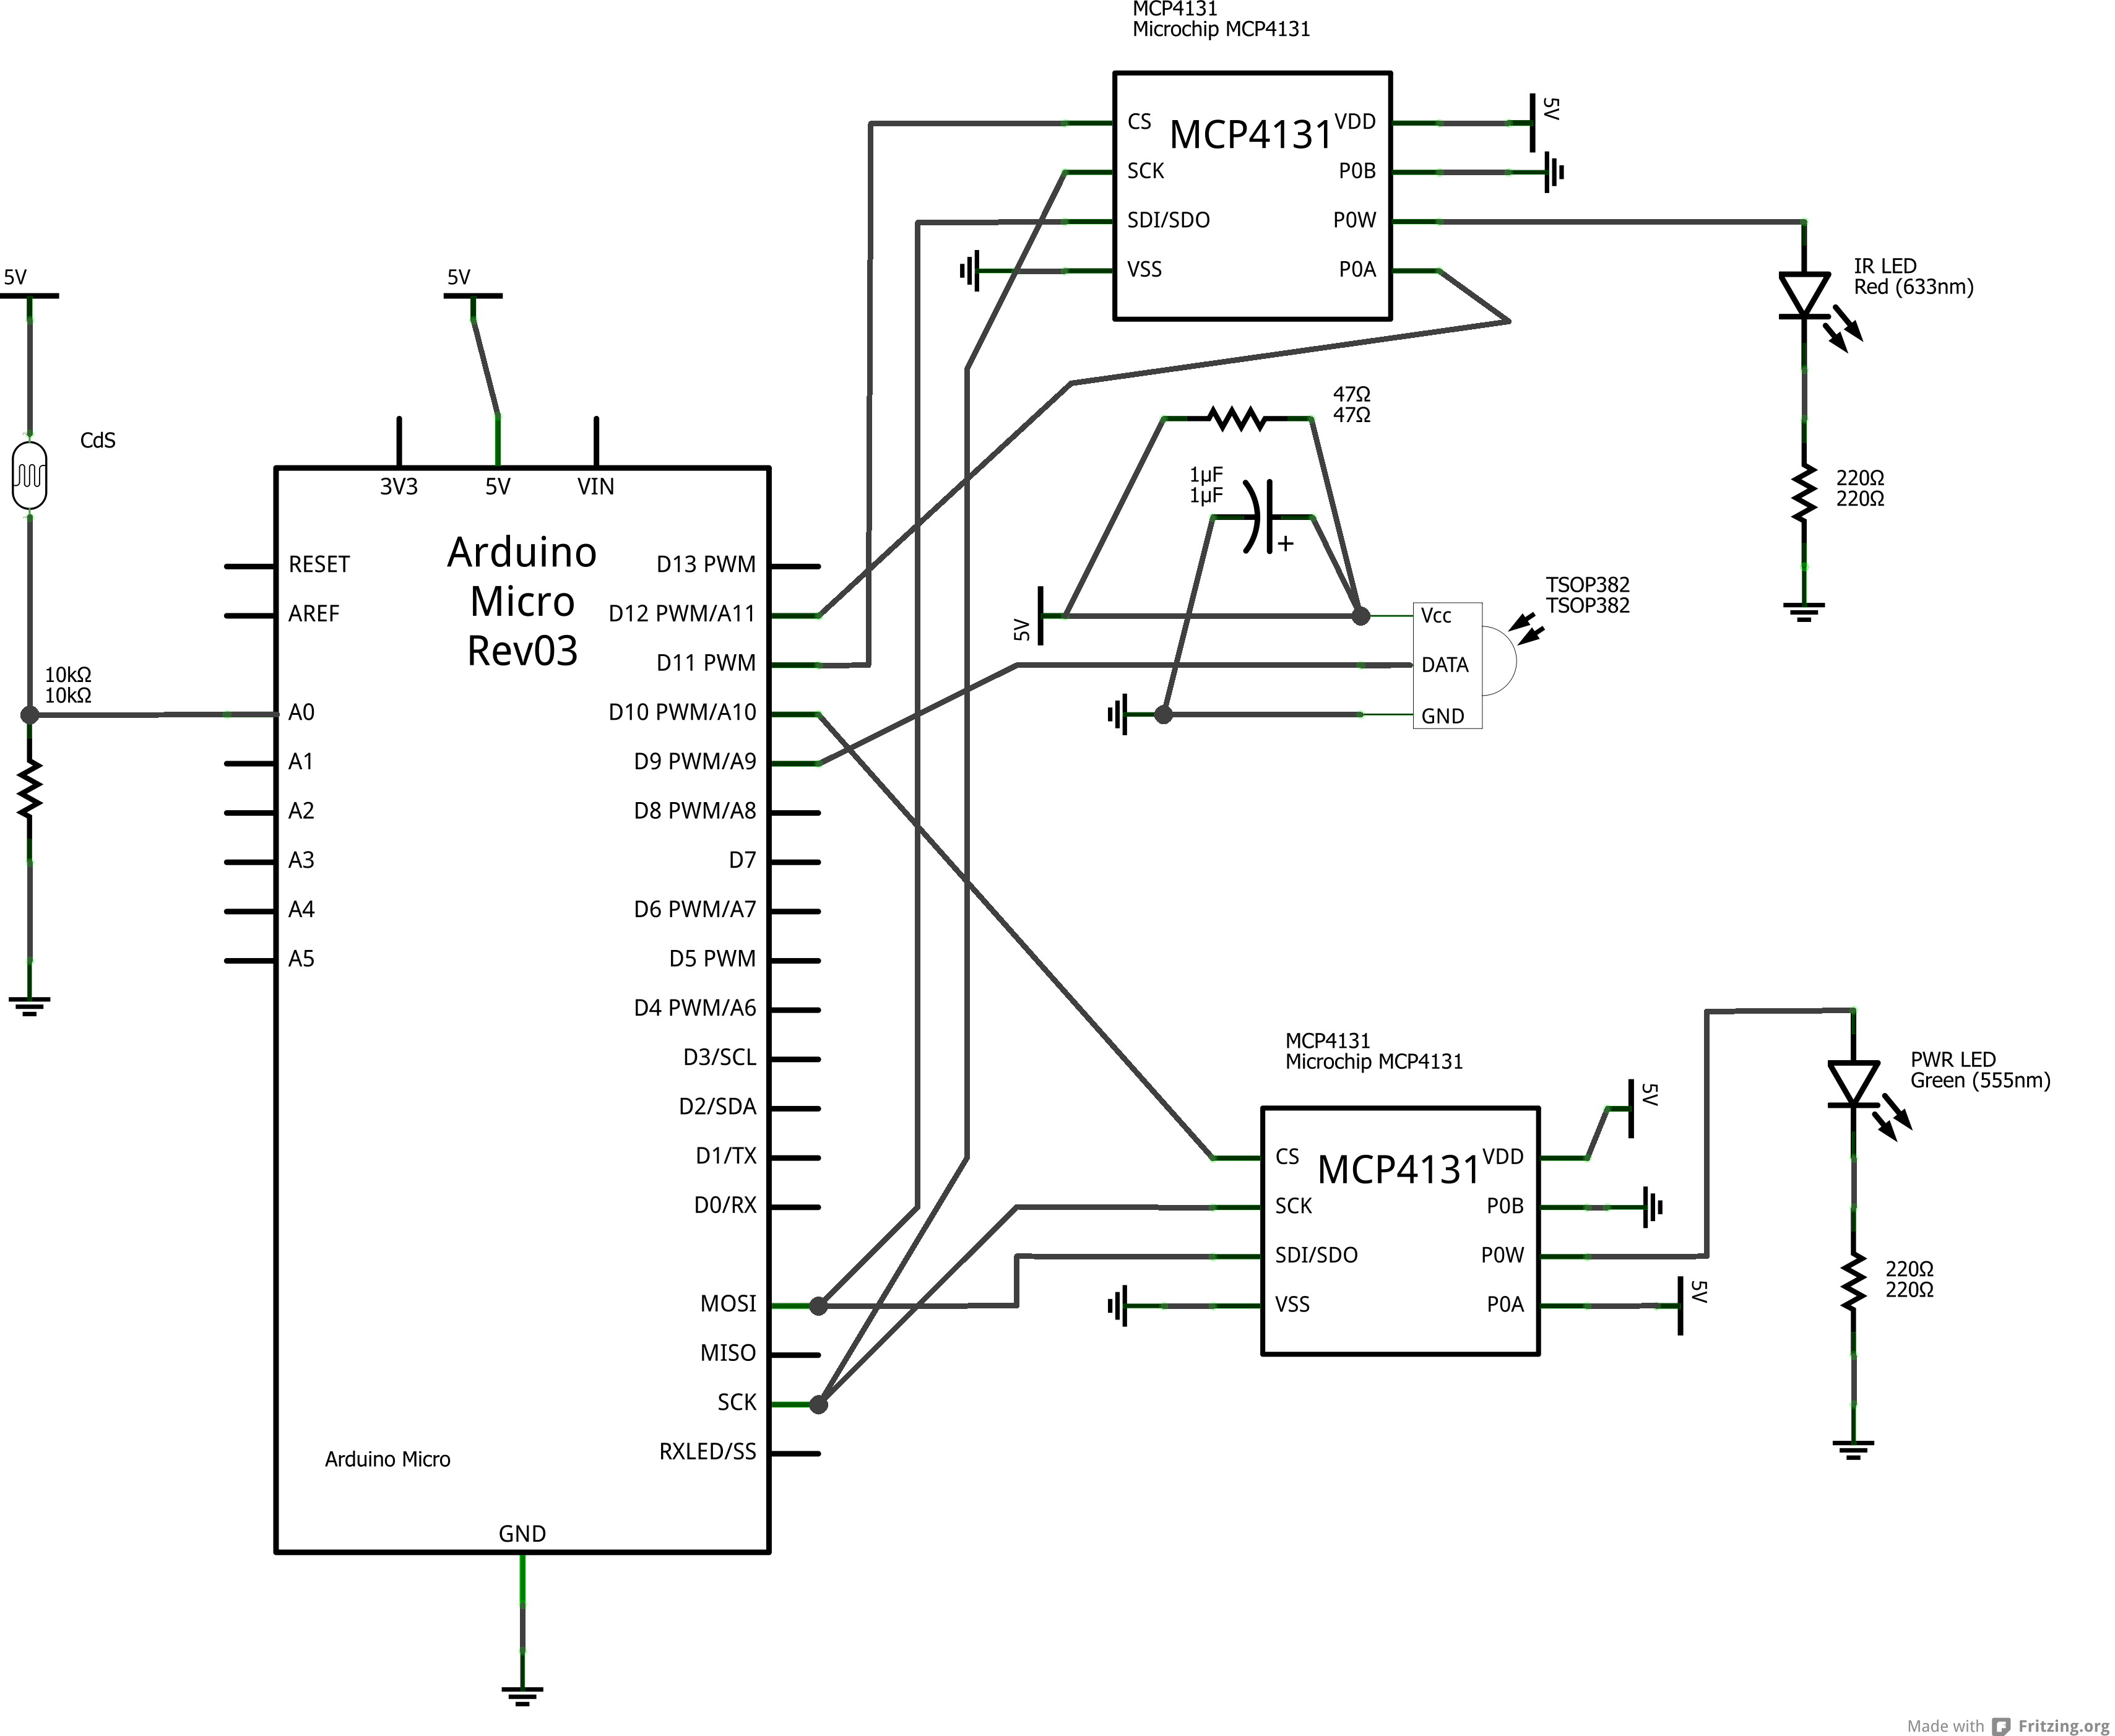 MCP4131
Microchip MCP4131
MCP4131
CS
SCK
SDI/SDO
VSS
VDD
P0B
P0W
P0A
5V
IR LED
Red (633nm)
220Ω
220Ω
5V
CdS
10kΩ
10kΩ
5V
3V3
5V
VIN
Arduino
Micro
Rev03
RESET
AREF
A0
A1
A2
A3
A4
A5
D13 PWM
D12 PWM/A11
D11 PWM
D10 PWM/A10
D9 PWM/A9
D8 PWM/A8
D7
D6 PWM/A7
D5 PWM
D4 PWM/A6
D3/SCL
D2/SDA
D1/TX
D0/RX
MOSI
MISO
SCK
RXLED/SS
Arduino Micro
GND
47Ω
47Ω
1µF
1µF
+
5V
TSOP382
TSOP382
Vcc
DATA
GND
MCP4131
Microchip MCP4131
MCP4131
CS
SCK
SDI/SDO
VSS
VDD
P0B
P0W
P0A
5V
5V
PWR LED
Green (555nm)
220Ω
220Ω
Made with Fritzing.org